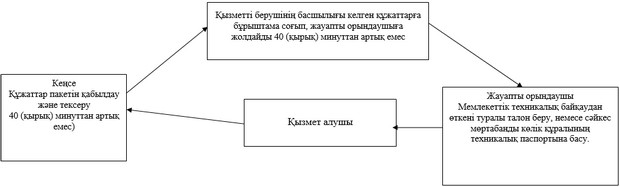 Қызметті берушінің басшылығы келген құжаттарға
бұрыштама соғып, жауапты орындаушыға
жолдайды 40 (қырық) минуттан артық емес
Кеңсе
Құжаттар пакетін қабылдау
және тексеру
40 (қырық) минуттан артық
емес)
Қызмет алушы
Жауапты орындаушы
Мемлекеттік техникалық байқаудан
өткені туралы талон беру, немесе сәйкес
мөртабанды көлік құралының
техникалық паспортына басу.